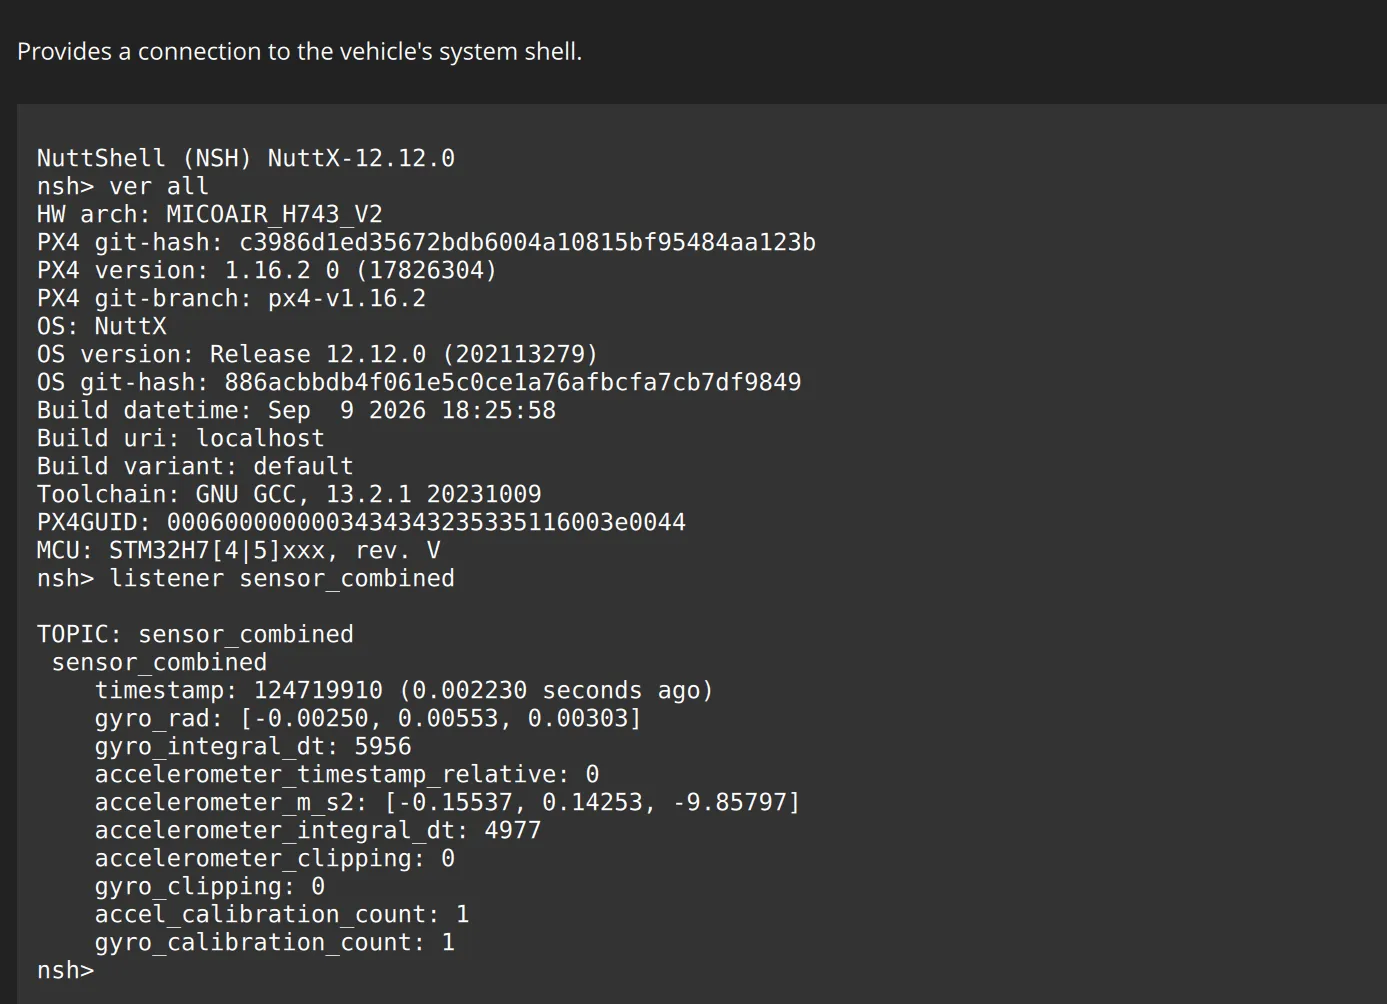 Provides a connection to the vehicle's system shell.
NuttShell (NSH) NuttX-12.12.0
nsh> ver all
HW arch: MICOAIR_H743_V2
PX4 git-hash: c3986d1ed35672bdb6004a10815bf95484aa123b
PX4 version: 1.16.2 0 (17826304)
PX4 git-branch: px4-v1.16.2
OS: NuttX
OS version: Release 12.12.0 (202113279)
OS git-hash: 886acbbdb4f061e5c0ce1a76afbcfa7cb7df9849
Build datetime: Sep  9 2026 18:25:58
Build uri: localhost
Build variant: default
Toolchain: GNU GCC, 13.2.1 20231009
PX4GUID: 0006000000003434343235335116003e0044
MCU: STM32H7[4|5]xxx, rev. V
nsh> listener sensor_combined
TOPIC: sensor_combined
sensor_combined
timestamp: 124719910 (0.002230 seconds ago)
gyro_rad: [-0.00250, 0.00553, 0.00303]
gyro_integral_dt: 5956
accelerometer_timestamp_relative: 0
accelerometer_m_s2: [-0.15537, 0.14253, -9.85797]
accelerometer_integral_dt: 4977
accelerometer_clipping: 0
gyro_clipping: 0
accel_calibration_count: 1
gyro_calibration_count: 1
nsh>